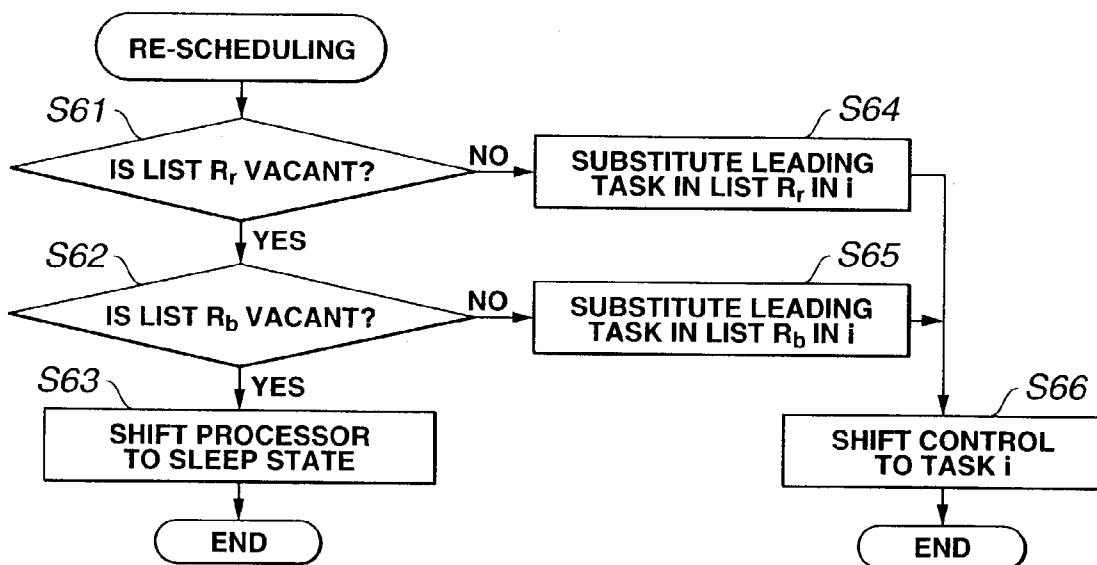 RE-SCHEDULING
S61
IS LIST Rr VACANT?
NO
S64
SUBSTITUTE LEADING
TASK IN LIST Rr IN i
YES
S62
IS LIST Rb VACANT?
NO
S65
SUBSTITUTE LEADING
TASK IN LIST Rb IN i
YES
S63
SHIFT PROCESSOR
TO SLEEP STATE
END
S66
SHIFT CONTROL
TO TASK i
END